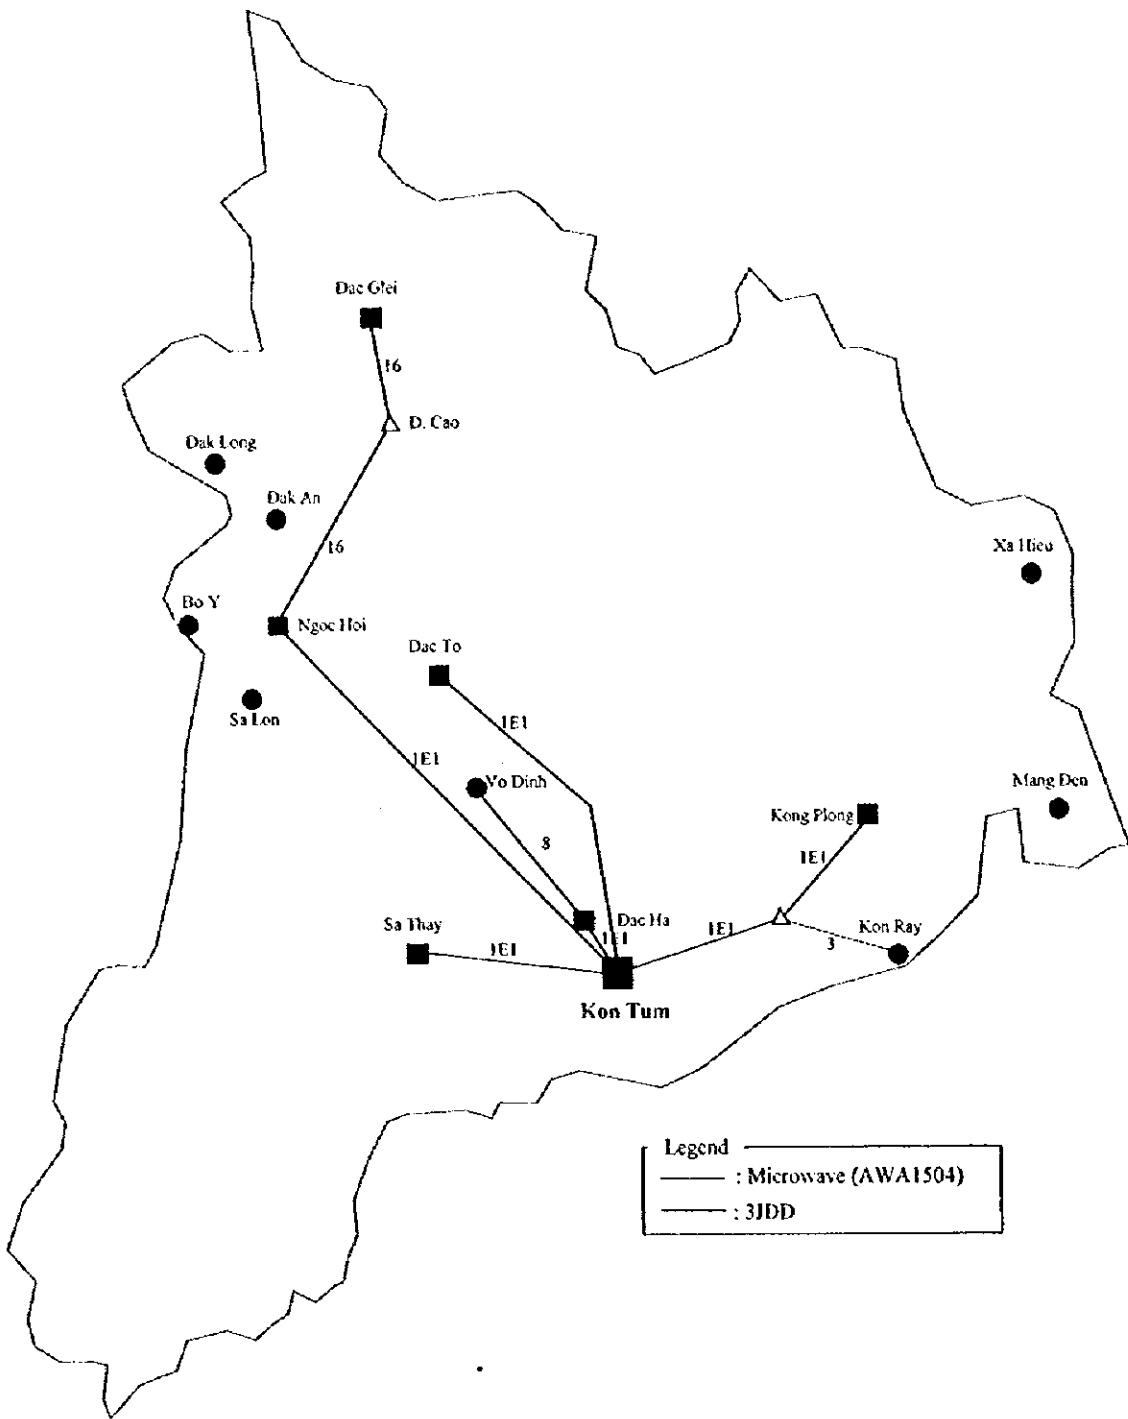 Dac Glei
16
D. Cao
Dak Long
Dak An
16
Xa Hieu
Bo Y
Ngoc Hoi
Dac To
Sa Lon
1E1
1E1
Vo Dinh
Mang Den
Kong Plong
8
1E1
Sa Thay
Dac Ha
1E1
Kon Ray
1E1
1E1
3
Kon Tum
Legend
: Microwave (AWA1504)
: 3JDD